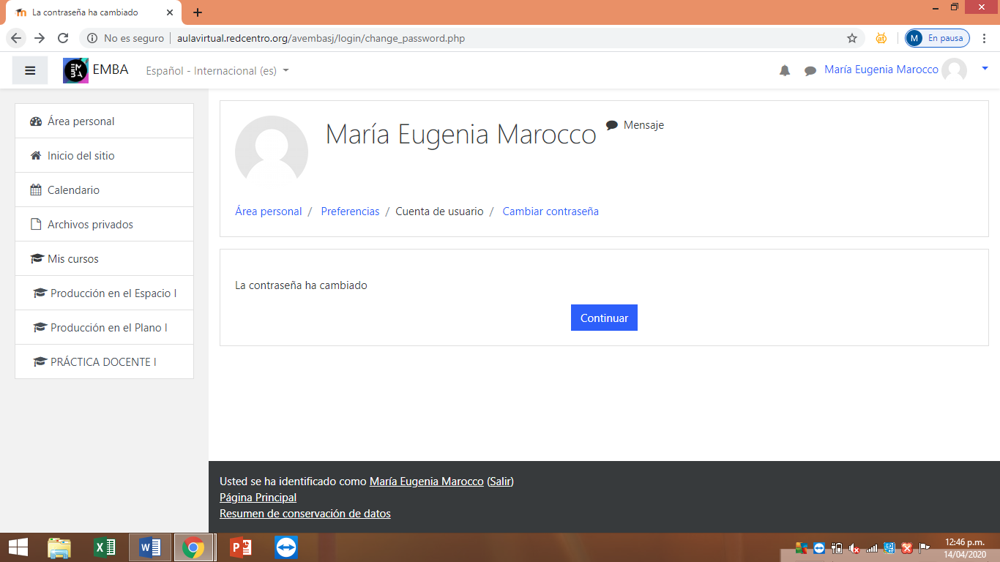 La contraseña ha cambiado
No es seguro | aulavirtual.redcentro.org/avembasj/login/change_password.php
M En pausa
EMBA Español - Internacional (es)
María Eugenia Marocco
Área personal
Inicio del sitio
Calendario
Archivos privados
Mis cursos
Producción en el Espacio I
Producción en el Plano I
PRÁCTICA DOCENTE I
María Eugenia Marocco
Mensaje
Área personal / Preferencias / Cuenta de usuario / Cambiar contraseña
La contraseña ha cambiado
Continuar
Usted se ha identificado como María Eugenia Marocco (Salir)
Página Principal
Resumen de conservación de datos
12:46 p.m.
14/04/2020